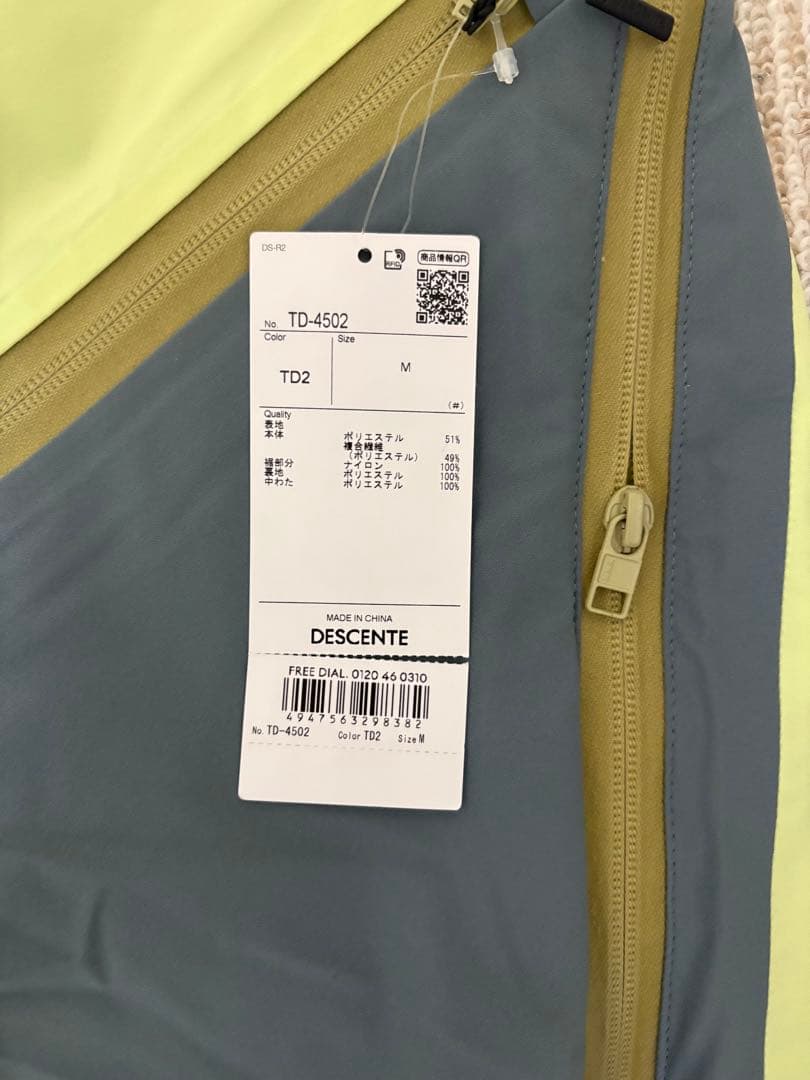 DS-R2
RFID
商品情報QR
No. TD-4502
Color
Size
TD2
M
(#)
Quality
表地
本体 ポリエステル 51%
複合繊維
(ポリエステル) 49%
裾部分 ナイロン 100%
裏地 ポリエステル 100%
中わた ポリエステル 100%
MADE IN CHINA
DESCENTE
FREE DIAL. 0120 46 0310
4947563298382
No. TD-4502 Color TD2 Size M